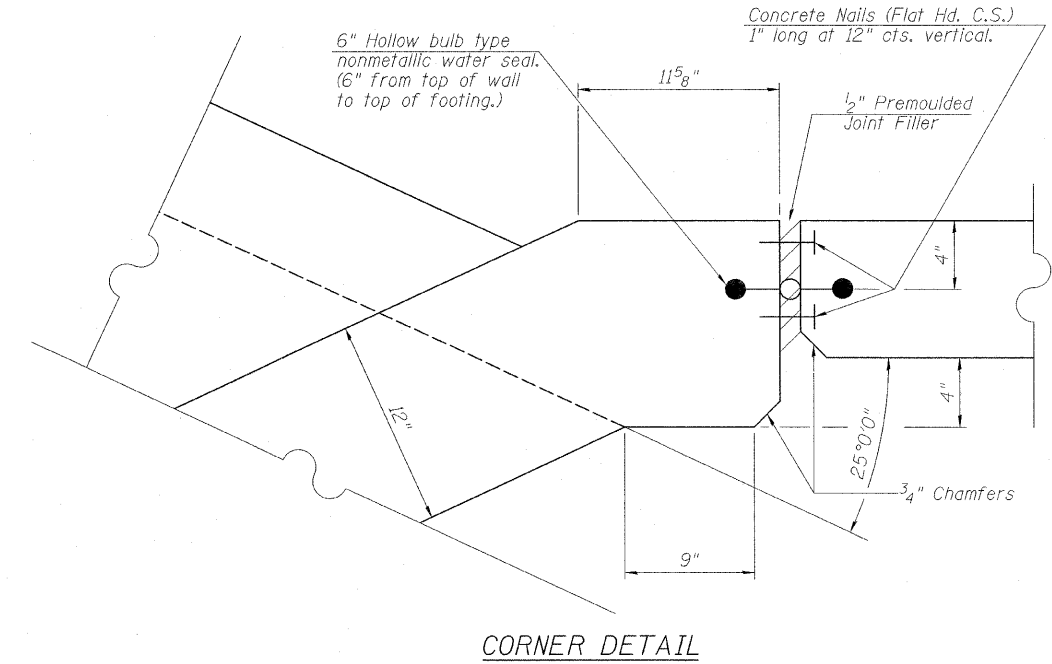 Concrete Nails (Flat Hd. C.S.)
1" long at 12" cts. vertical.
6" Hollow bulb type
nonmetallic water seal.
(6" from top of wall
to top of footing.)
11 5/8"
1/2" Premoulded
Joint Filler
4"
12"
4"
25°0'0"
3/4" Chamfers
9"
CORNER DETAIL